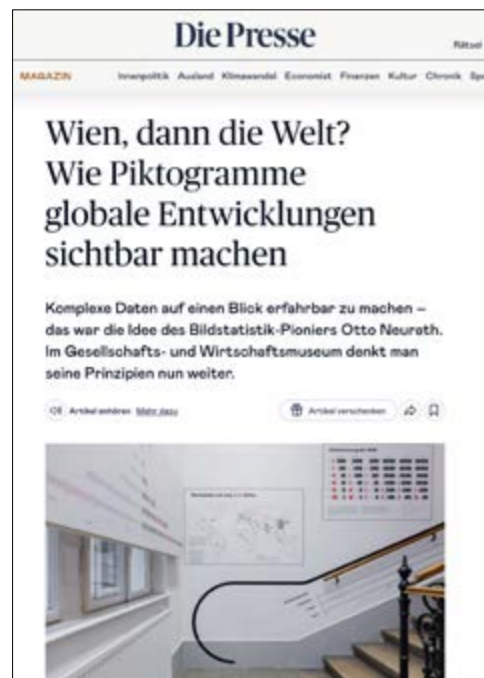 Die Presse
Rätsel
MAGAZIN Innenpolitik Ausland Klimawandel Economist Finanzen Kultur Chronik
Wien, dann die Welt?
Wie Piktogramme
globale Entwicklungen
sichtbar machen
Komplexe Daten auf einen Blick erfahrbar zu machen –
das war die Idee des Bildstatistik-Pioniers Otto Neurath.
Im Gesellschafts- und Wirtschaftsmuseum denkt man
seine Prinzipien nun weiter.
Artikel anhören Mehr dazu Artikel verschenken